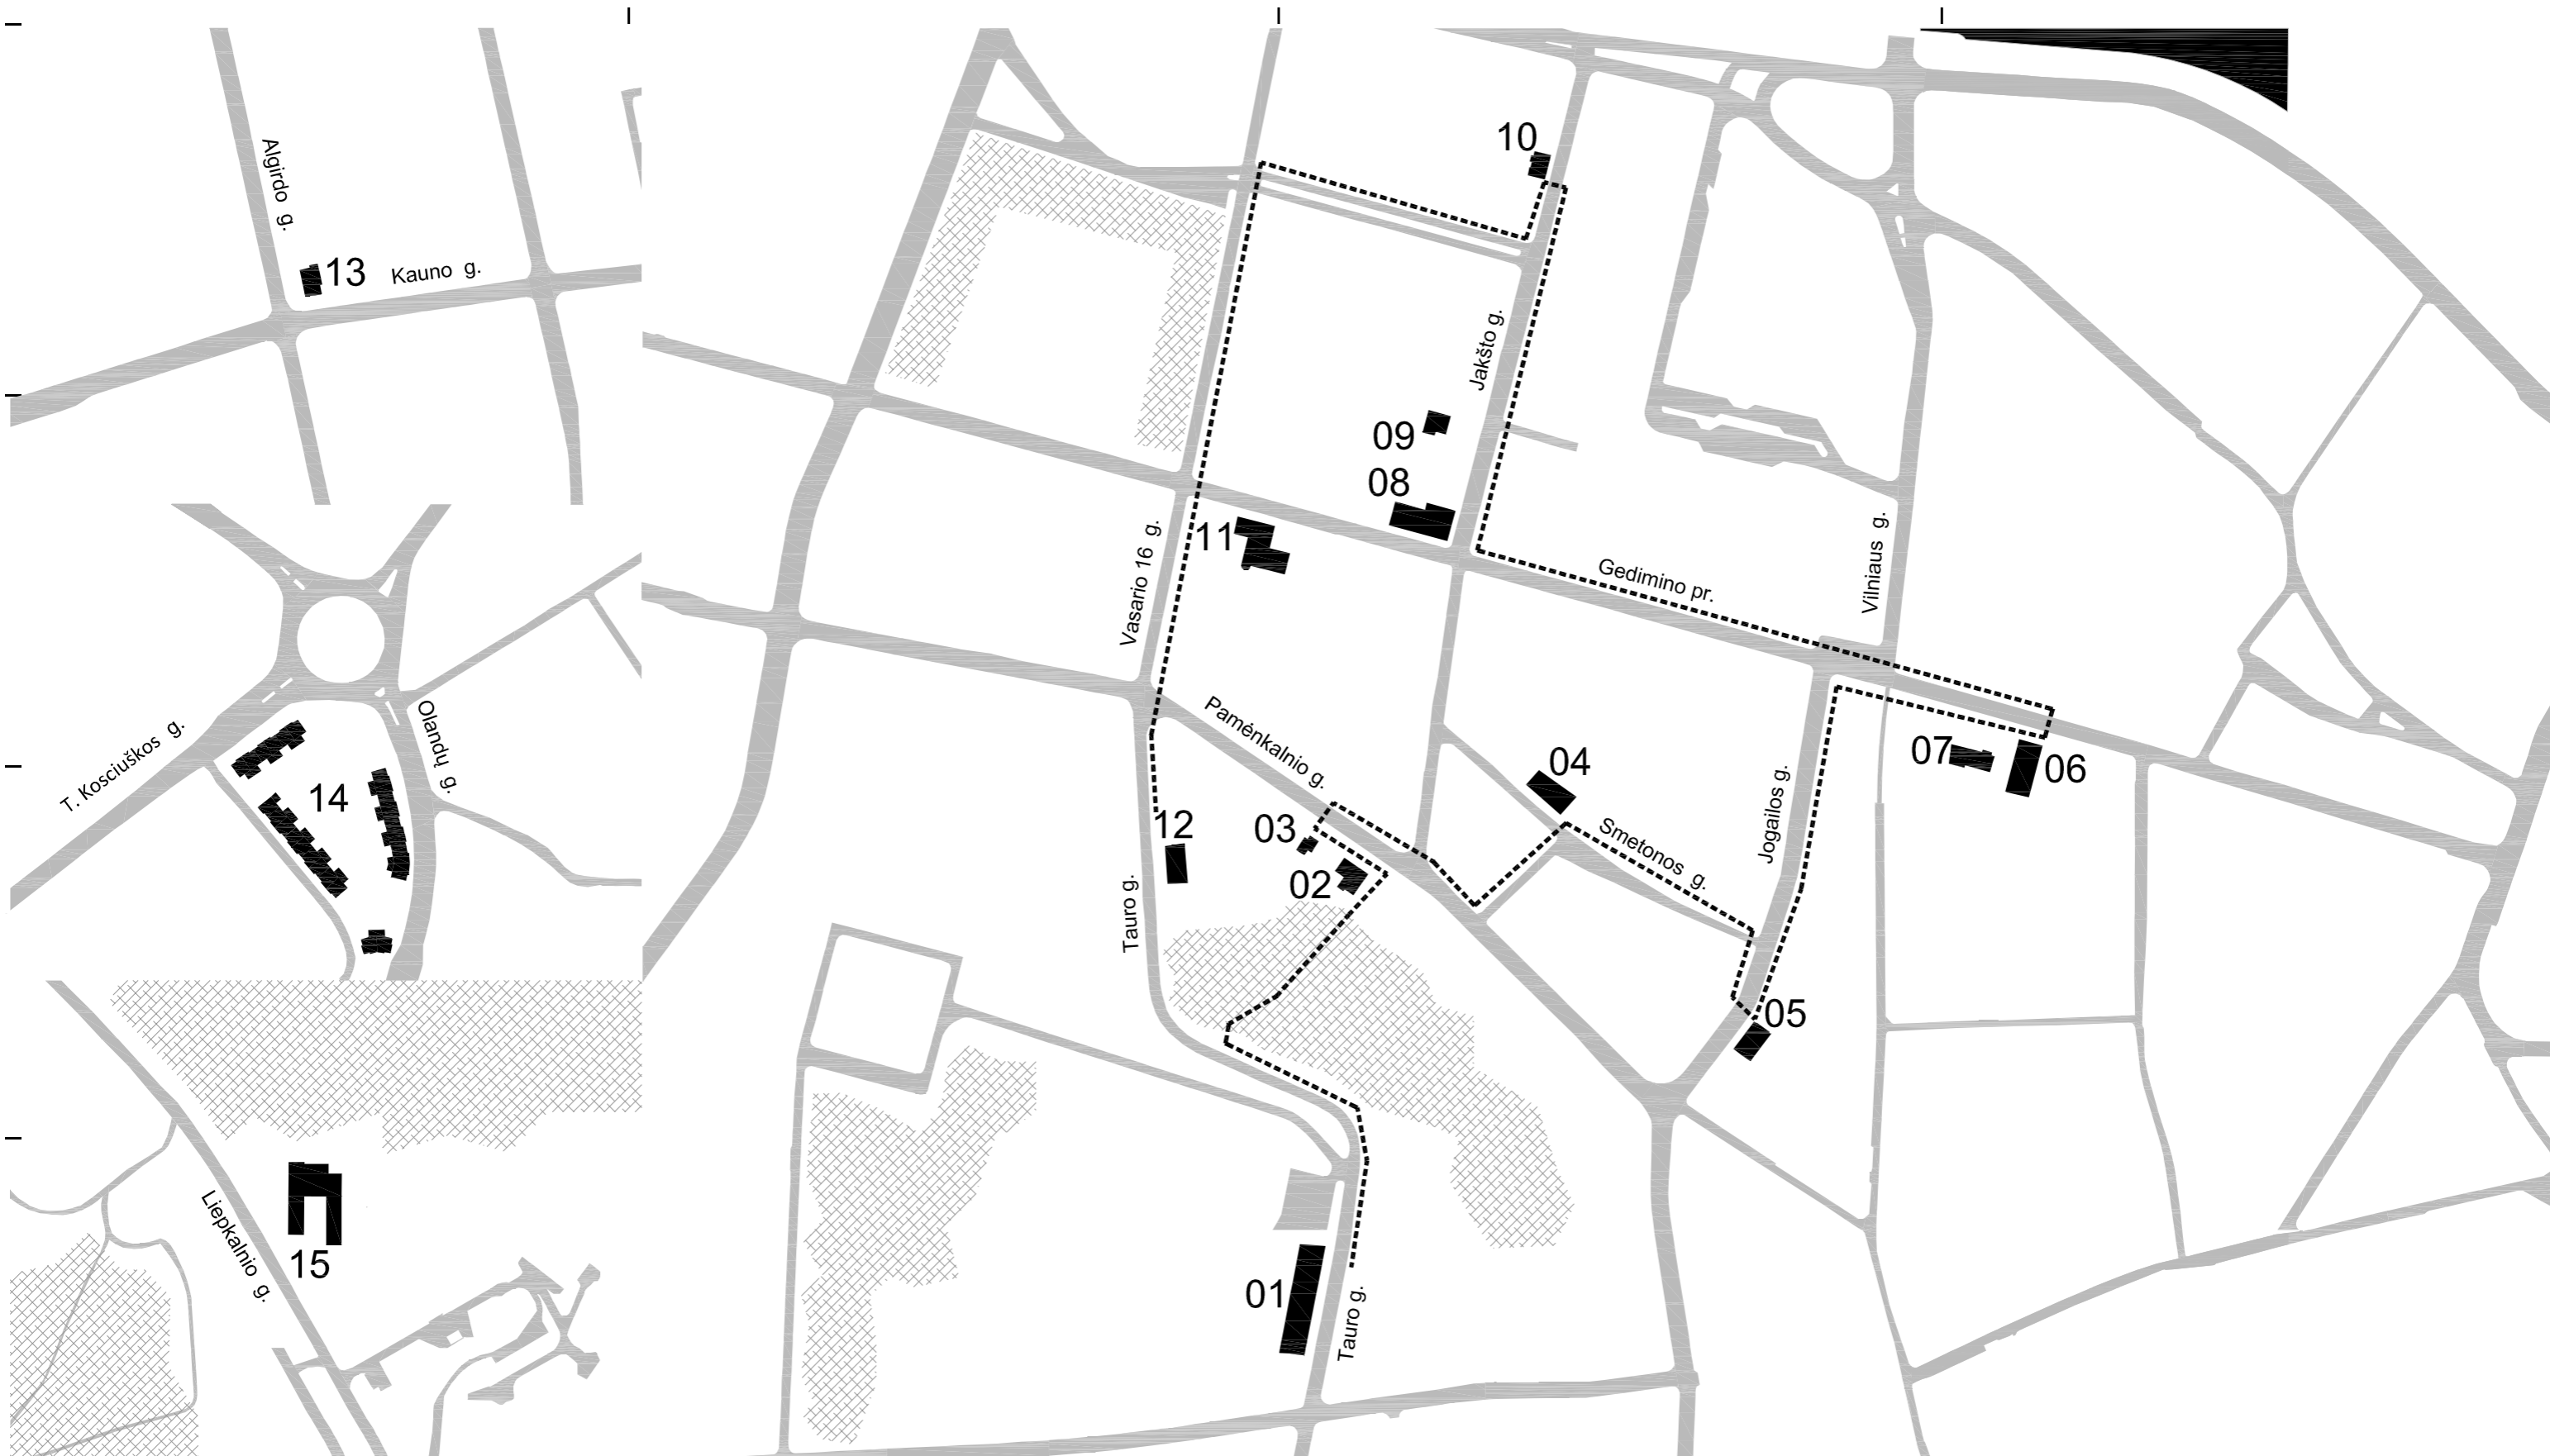 Algirdo g.
13
Kauno g.
T. Kosciuškos g.
14
Olandų g.
Liepkalnio g.
15
10
Jakšto g.
09
08
11
Vasario 16 g.
Gedimino pr.
Vilniaus g.
Pamėnkalnio g.
04
07
06
Jogailos g.
Smetonos g.
12
03
02
Tauro g.
05
01
Tauro g.